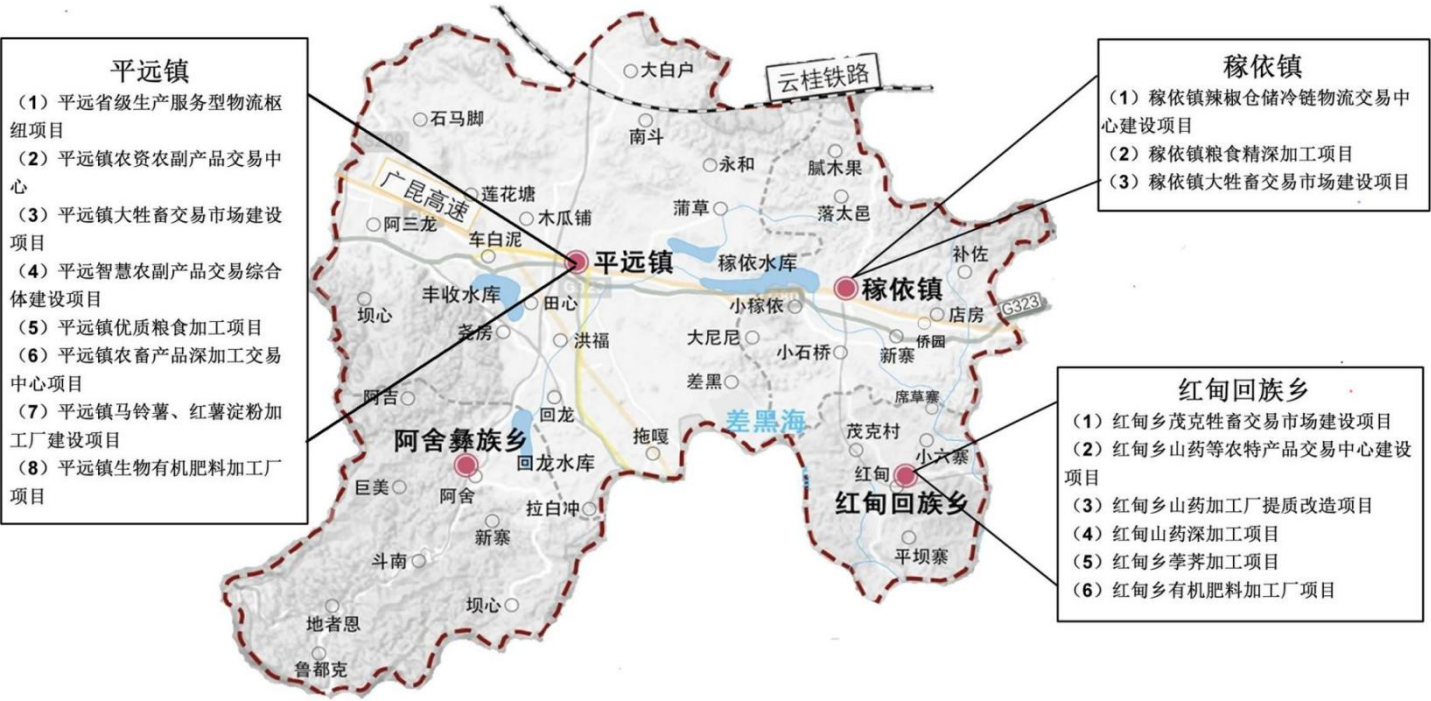 平远镇
（1）平远省级生产服务型物流枢
纽项目
（2）平远镇农资农副产品交易中
心
（3）平远镇大牲畜交易市场建设
项目
（4）平远智慧农副产品交易综合
体建设项目
（5）平远镇优质粮食加工项目
（6）平远镇农畜产品深加工交易
中心项目
（7）平远镇马铃薯、红薯淀粉加
工厂建设项目
（8）平远镇生物有机肥料加工厂
项目
大白户
云桂铁路
石马脚
南斗
永和
腻木果
广昆高速
莲花塘
木瓜铺
蒲草
落太邑
阿三龙
车白泥
平远镇
稼依水库
补佐
丰收水库
田心
稼依镇
小稼依
坝心
尧房
洪福
大尼尼
小石桥
新寨
侨园
店房
G323
差黑
阿吉
回龙
差黑海
席草寨
阿舍彝族乡
拖嘎
茂克村
小六寨
回龙水库
红甸
巨美
阿舍
红甸回族乡
拉白冲
新寨
平坝寨
斗南
坝心
地者恩
鲁都克
稼依镇
（1）稼依镇辣椒仓储冷链物流交易中
心建设项目
（2）稼依镇粮食精深加工项目
（3）稼依镇大牲畜交易市场建设项目
红甸回族乡
（1）红甸乡茂克牲畜交易市场建设项目
（2）红甸乡山药等农特产品交易中心建设
项目
（3）红甸乡山药加工厂提质改造项目
（4）红甸山药深加工项目
（5）红甸乡荸荠加工项目
（6）红甸乡有机肥料加工厂项目